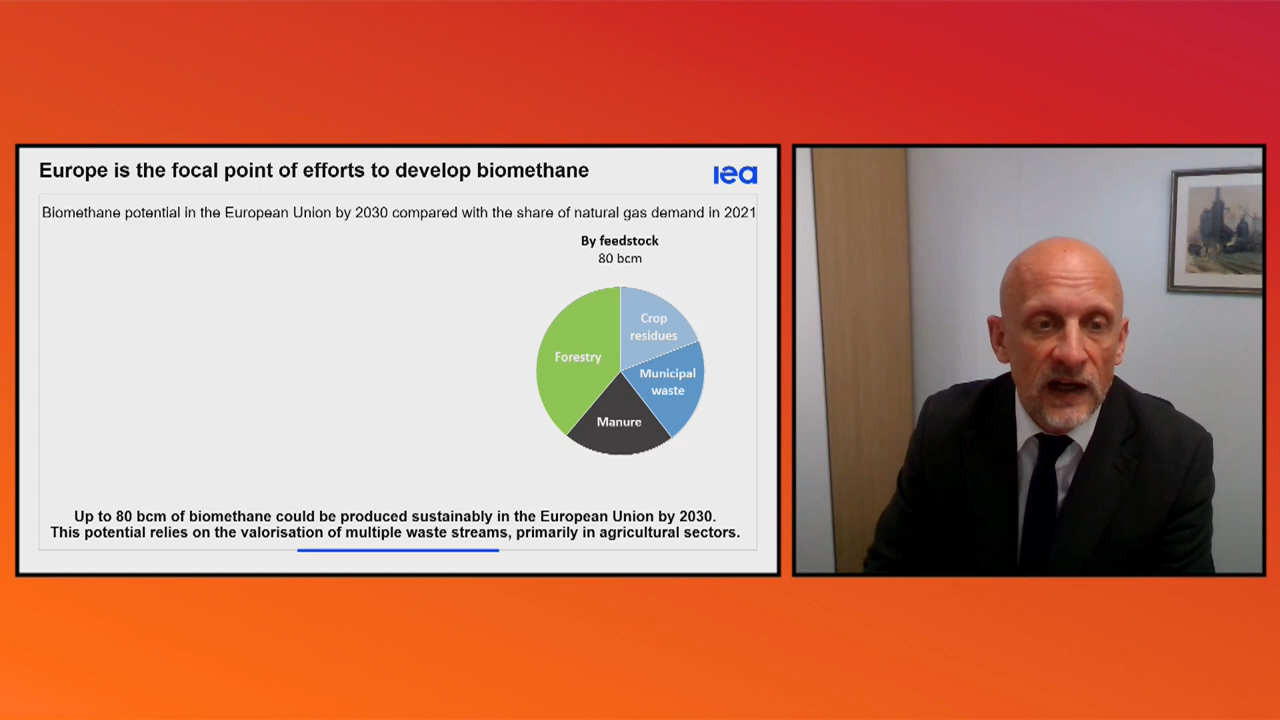 Europe is the focal point of efforts to develop biomethane
iea
Biomethane potential in the European Union by 2030 compared with the share of natural gas demand in 2021
By feedstock
80 bcm
Crop
residues
Forestry
Municipal
waste
Manure
Up to 80 bcm of biomethane could be produced sustainably in the European Union by 2030.
This potential relies on the valorisation of multiple waste streams, primarily in agricultural sectors.